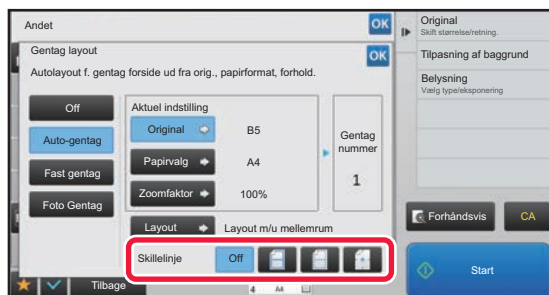 Andet
OK
Gentag layout
OK
Autolayout f. gentag forside ud fra orig., papirformat, forhold.
Off
Auto-gentag
Fast gentag
Foto Gentag
Aktuel indstilling
Original
B5
Papirvalg
A4
Zoomfaktor
100%
Gentag
nummer
1
Layout
Layout m/u mellemrum
Skillelinje
Off
Tilbage
4
A4
Original
Skift størrelse/retning.
Tilpasning af baggrund
Belysning
Vælg type/eksponering
Forhåndsvis
CA
Start